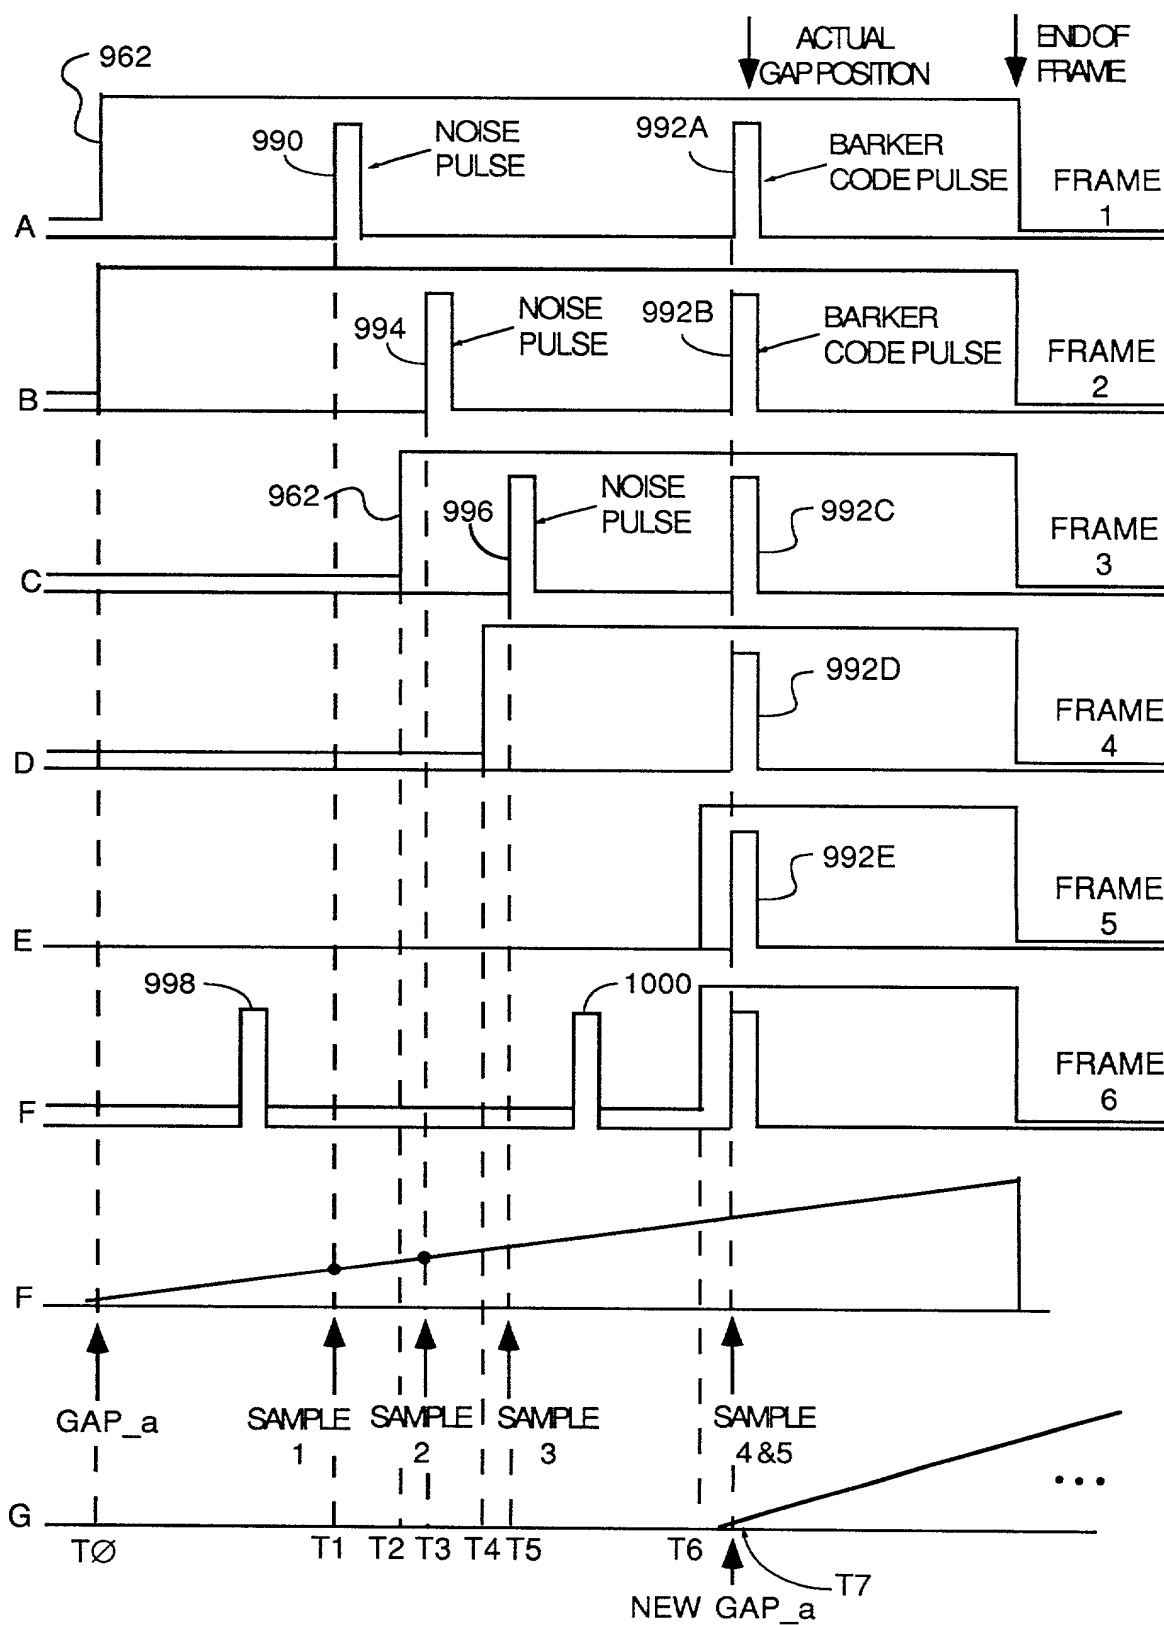 ACTUAL
GAP POSITION
END OF
FRAME
962
990
NOISE
PULSE
992A
BARKER
CODE PULSE
FRAME
1
A
994
NOISE
PULSE
992B
BARKER
CODE PULSE
FRAME
2
B
962
996
NOISE
PULSE
992C
FRAME
3
C
992D
FRAME
4
D
992E
FRAME
5
E
998
1000
FRAME
6
F
F
GAP_a
SAMPLE
1
SAMPLE
2
SAMPLE
3
SAMPLE
4&5
...
G
TØ
T1
T2
T3
T4
T5
T6
T7
NEW GAP_a